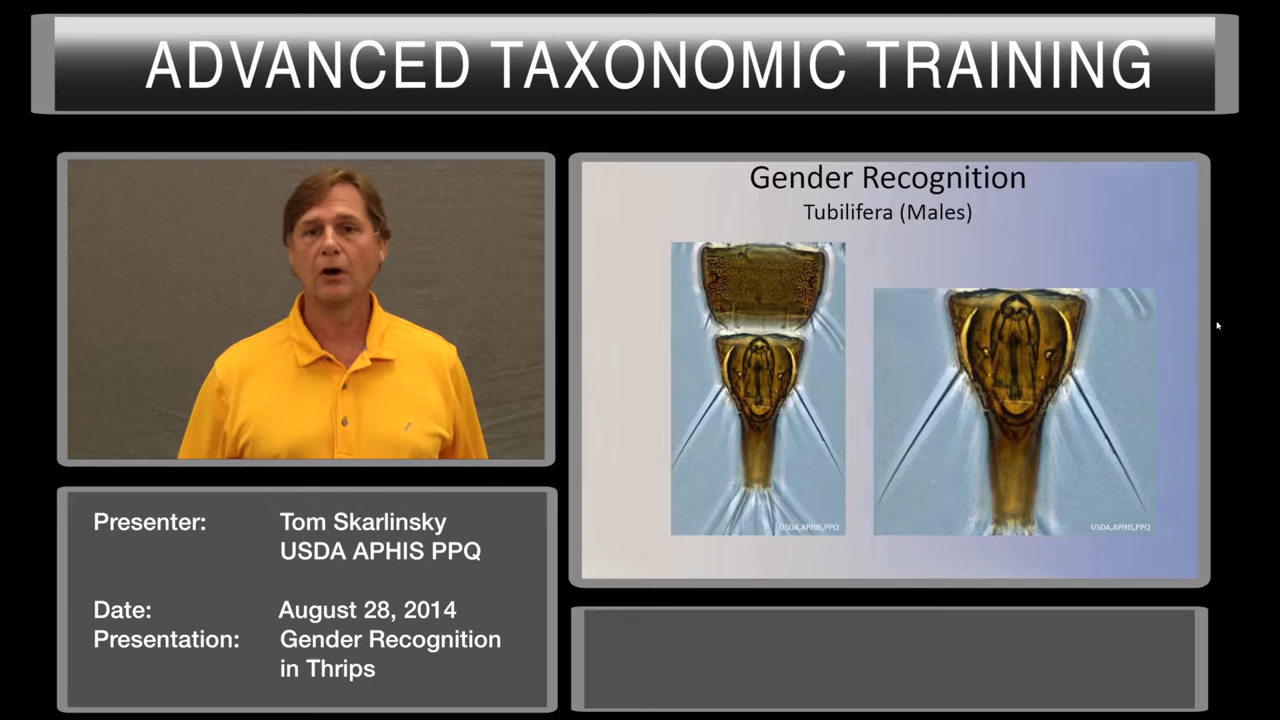 ADVANCED TAXONOMIC TRAINING
Gender Recognition
Tubilifera (Males)
USDA,APHIS,PPQ
USDA,APHIS,PPQ
Presenter: Tom Skarlinsky
USDA APHIS PPQ
Date: August 28, 2014
Presentation: Gender Recognition
in Thrips